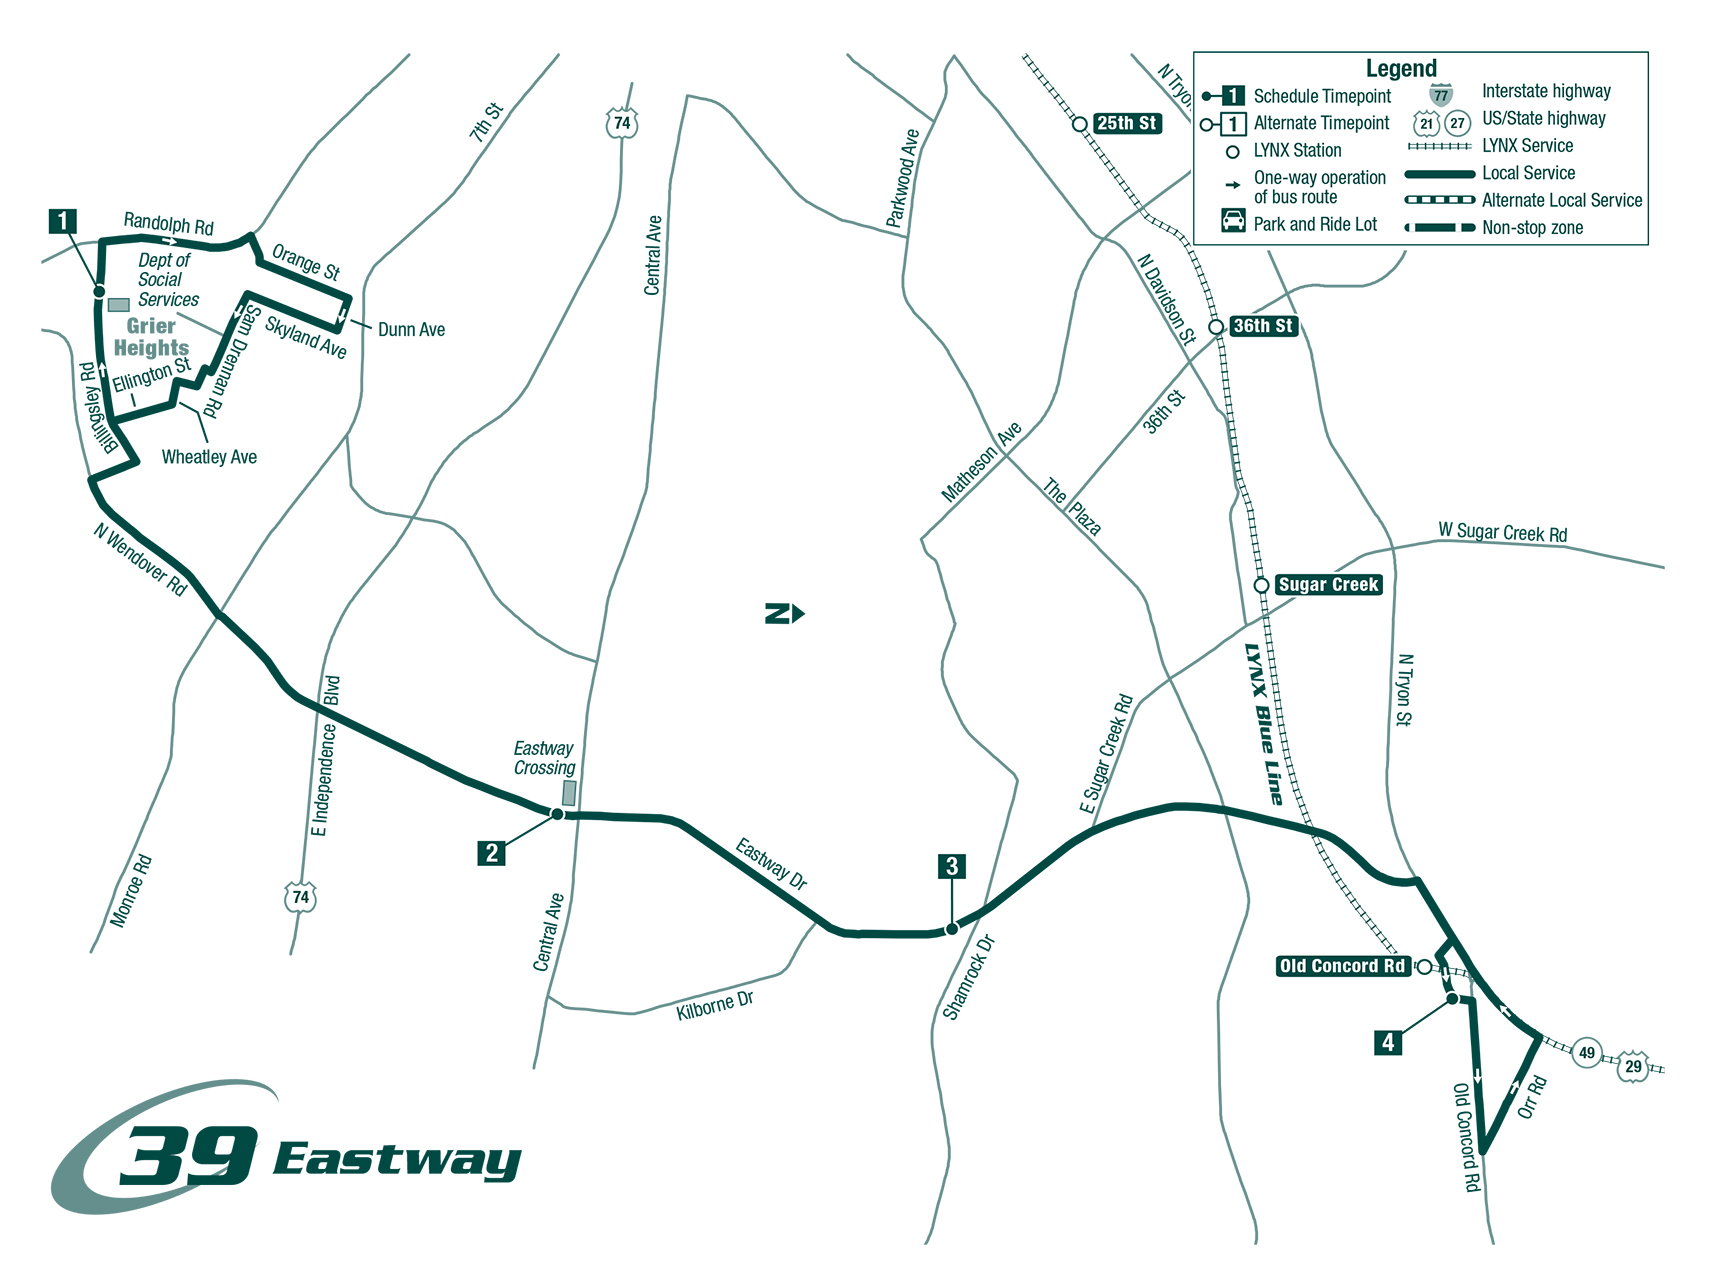 Legend
1 Schedule Timepoint
1 Alternate Timepoint
LYNX Station
One-way operation
of bus route
Park and Ride Lot
77 Interstate highway
21 27 US/State highway
LYNX Service
Local Service
Alternate Local Service
Non-stop zone
N Tryon
25th St
7th St
74
Parkwood Ave
Central Ave
1
Randolph Rd
Orange St
Dept of
Social
Services
Grier
Heights
Dunn Ave
Skyland Ave
Sam Drennan Rd
Ellington St
Billingsley Rd
Wheatley Ave
N Davidson St
36th St
36th St
Matheson Ave
The Plaza
N Wendover Rd
W Sugar Creek Rd
Sugar Creek
N
LYNX Blue Line
N Tryon St
E Independence Blvd
Eastway
Crossing
E Sugar Creek Rd
2
Eastway Dr
3
Monroe Rd
74
Central Ave
Kilborne Dr
Shamrock Dr
Old Concord Rd
4
49
29
Orr Rd
Old Concord Rd
39 Eastway